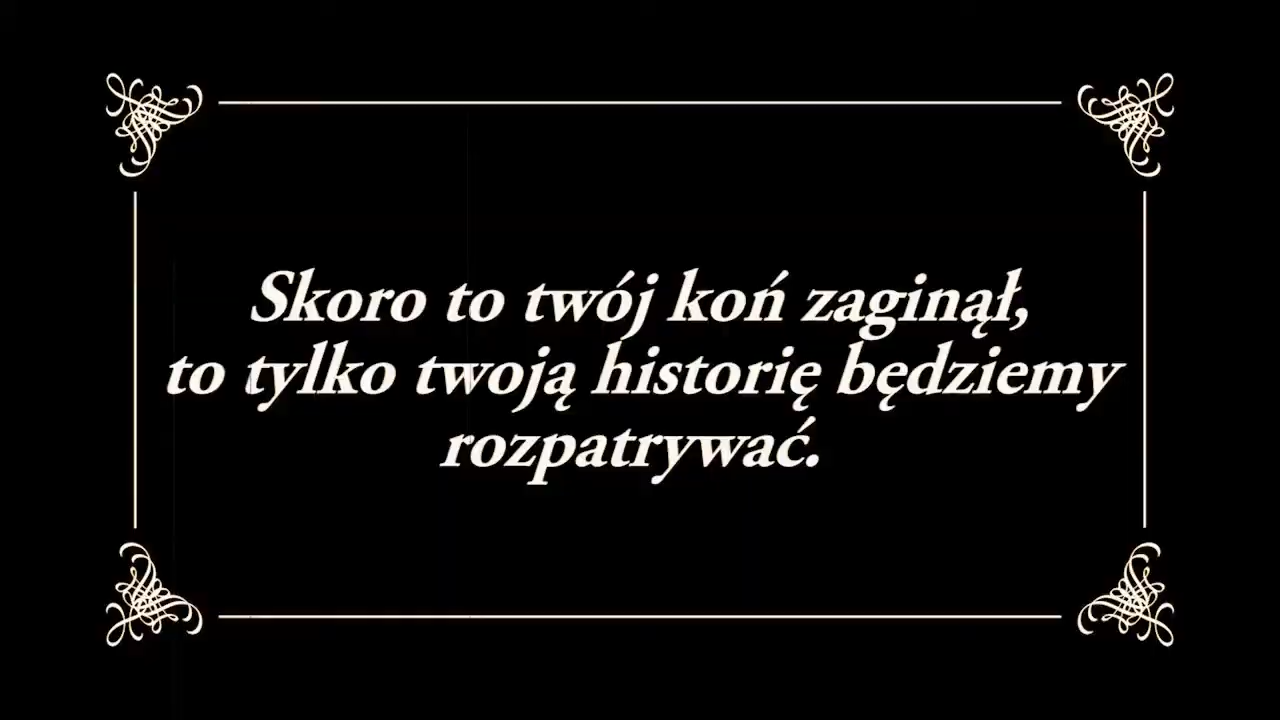 Skoro to twój koń zaginął,
to tylko twoją historię będziemy
rozpatrywać.